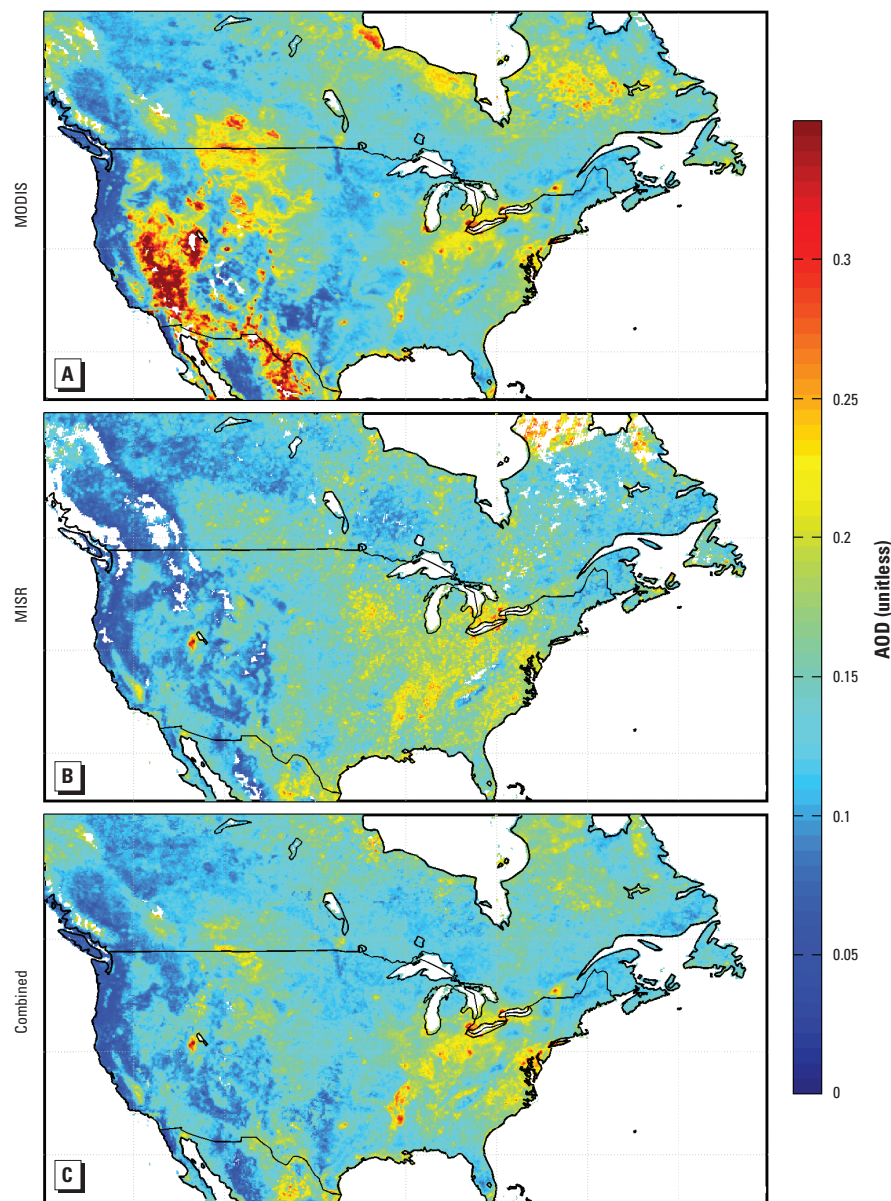 MODIS
A
MISR
B
Combined
C
0.3
0.25
0.2
0.15
0.1
0.05
0
AOD (unitless)